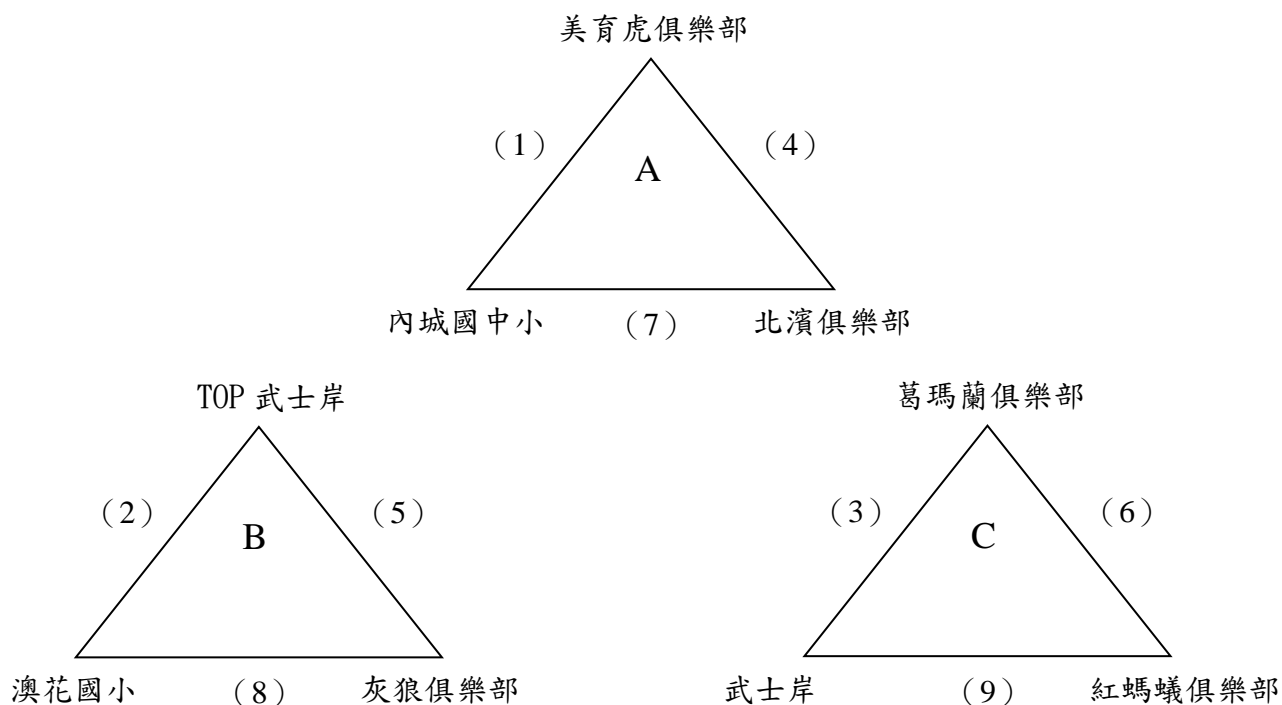 美育虎俱樂部
（1） （4）
A
內城國中小 （7） 北濱俱樂部
TOP 武士岸 葛瑪蘭俱樂部
（2） （5） （3） （6）
B C
澳花國小 （8） 灰狼俱樂部 武士岸 （9） 紅螞蟻俱樂部